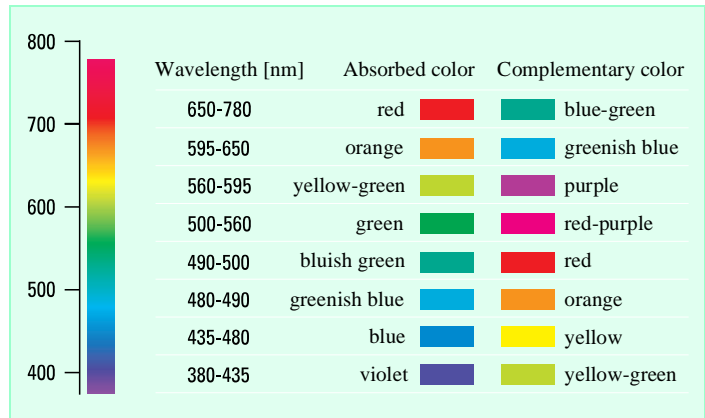 800
700
600
500
400
Wavelength [nm] Absorbed color Complementary color
650-780 red blue-green
595-650 orange greenish blue
560-595 yellow-green purple
500-560 green red-purple
490-500 bluish green red
480-490 greenish blue orange
435-480 blue yellow
380-435 violet yellow-green